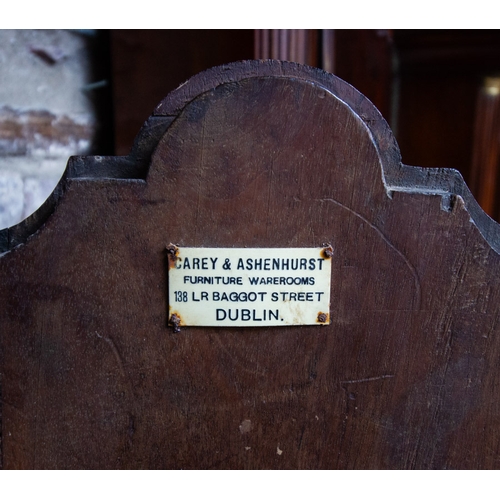 CAREY & ASHENHURST
FURNITURE WAREROOMS
138 LR BAGGOT STREET
DUBLIN.